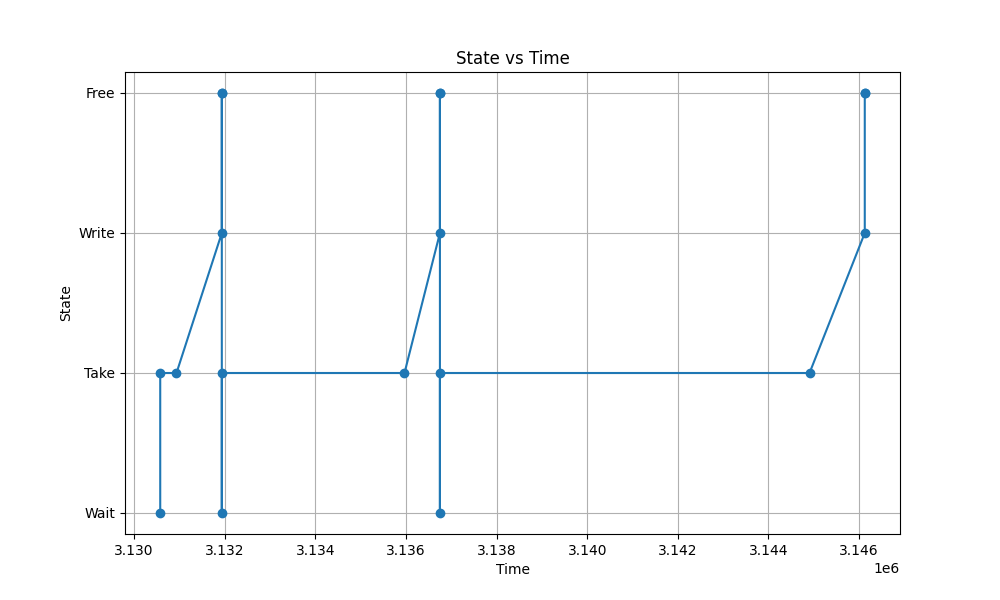 State vs Time
State
Free
Write
Take
Wait
3.130 3.132 3.134 3.136 3.138 3.140 3.142 3.144 3.146
1e6
Time